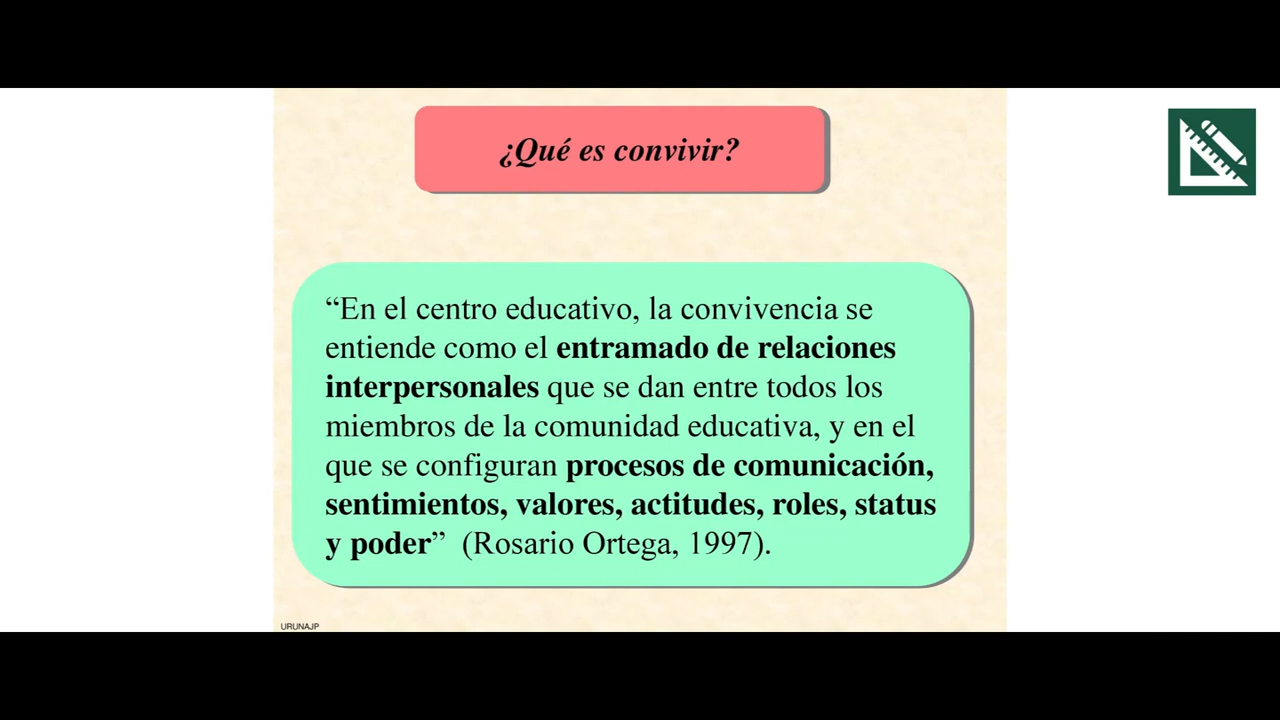 ¿Qué es convivir?
“En el centro educativo, la convivencia se
entiende como el entramado de relaciones
interpersonales que se dan entre todos los
miembros de la comunidad educativa, y en el
que se configuran procesos de comunicación,
sentimientos, valores, actitudes, roles, status
y poder”  (Rosario Ortega, 1997).
URUNAJP